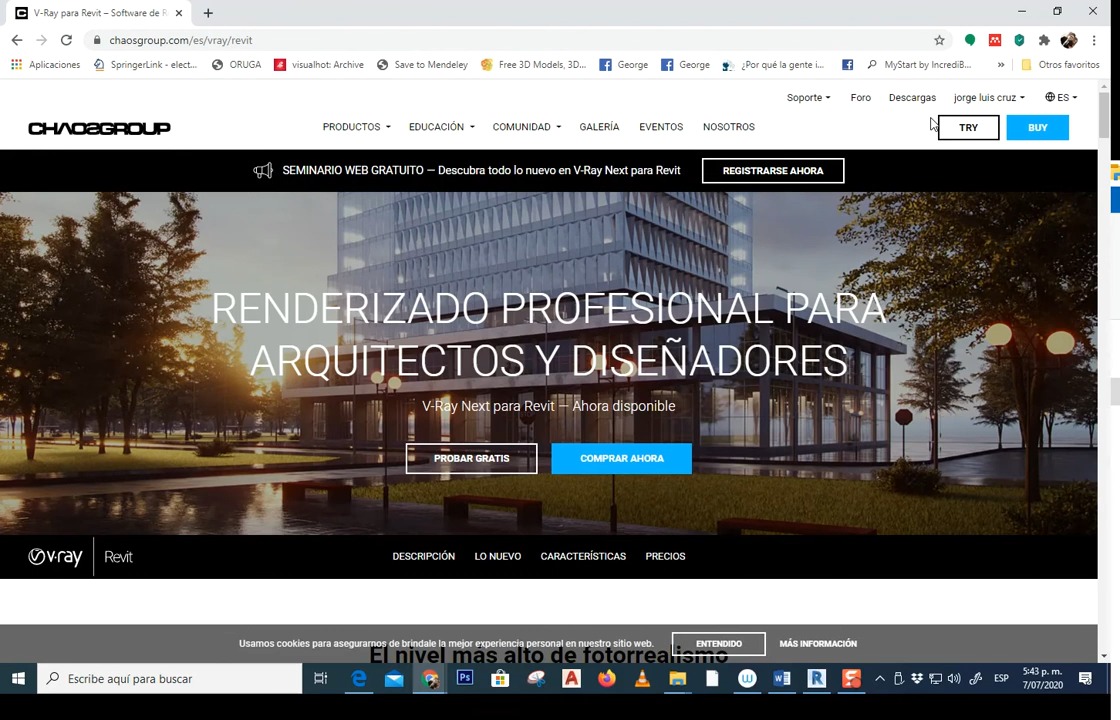 V-Ray para Revit – Software de R
chaosgroup.com/es/vray/revit
Aplicaciones
SpringerLink - elect...
ORUGA
visualhot: Archive
Save to Mendeley
Free 3D Models, 3D...
George
George
¿Por qué la gente i...
MyStart by IncrediB...
»
Otros favoritos
Soporte
Foro
Descargas
jorge luis cruz
ES
CHAOSGROUP
PRODUCTOS
EDUCACIÓN
COMUNIDAD
GALERÍA
EVENTOS
NOSOTROS
TRY
BUY
SEMINARIO WEB GRATUITO — Descubra todo lo nuevo en V-Ray Next para Revit
REGISTRARSE AHORA
RENDERIZADO PROFESIONAL PARA
ARQUITECTOS Y DISEÑADORES
V-Ray Next para Revit — Ahora disponible
PROBAR GRATIS
COMPRAR AHORA
v-ray
Revit
DESCRIPCIÓN
LO NUEVO
CARACTERÍSTICAS
PRECIOS
Usamos cookies para asegurarnos de brindale la mejor experiencia personal en nuestro sitio web.
ENTENDIDO
MÁS INFORMACIÓN
El nivel más alto de fotorrealismo
Escribe aquí para buscar
ESP
5:43 p. m.
7/07/2020